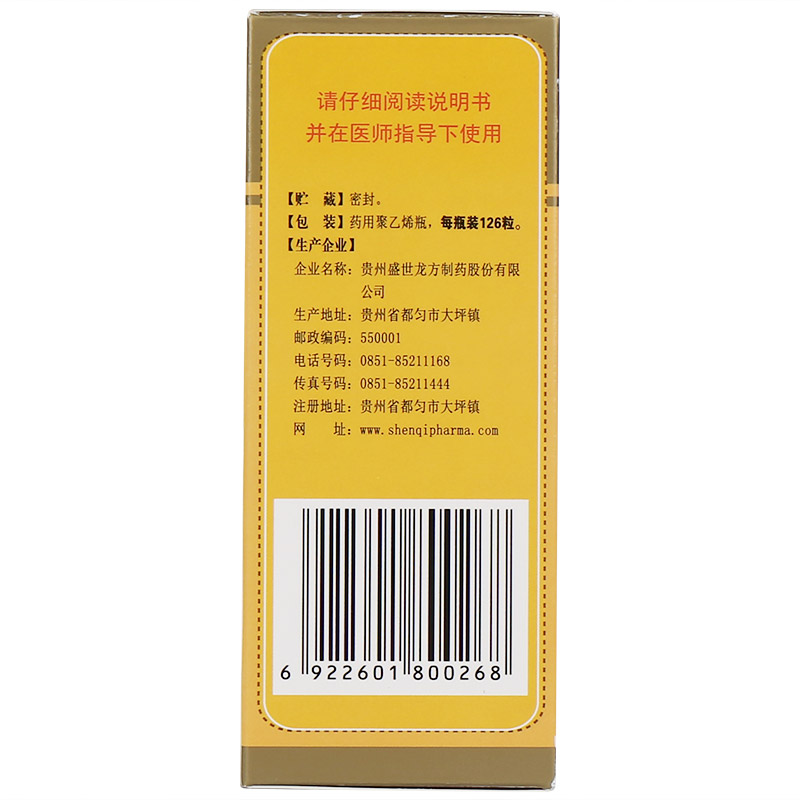 请仔细阅读说明书
并在医师指导下使用
【贮　藏】密封。
【包　装】药用聚乙烯瓶，每瓶装126粒。
【生产企业】
企业名称：贵州盛世龙方制药股份有限
公司
生产地址：贵州省都匀市大坪镇
邮政编码：550001
电话号码：0851-85211168
传真号码：0851-85211444
注册地址：贵州省都匀市大坪镇
网　　址：www.shenqipharma.com
6 922601 800268